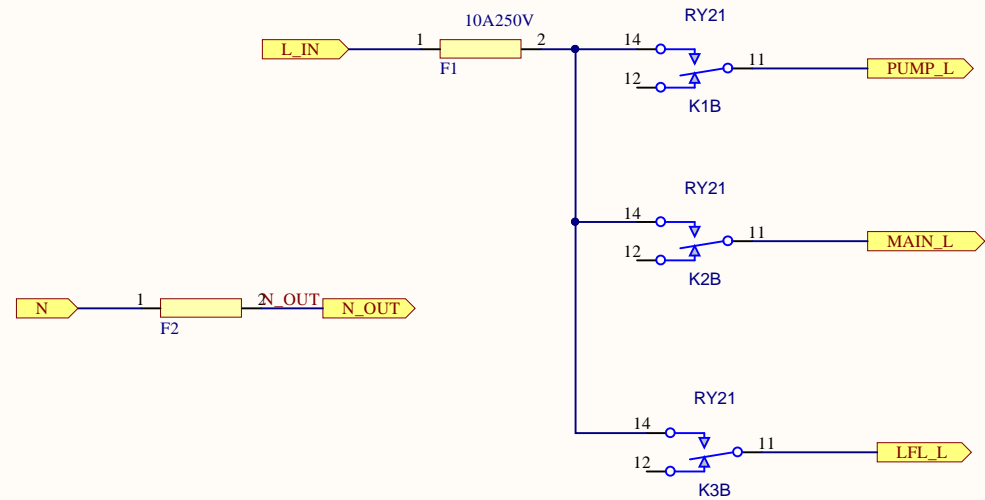 10A250V
RY21
L_IN
1
2
14
11
PUMP_L
F1
12
K1B
RY21
14
11
MAIN_L
12
K2B
N
1
2
N_OUT
N_OUT
F2
RY21
14
11
LFL_L
12
K3B